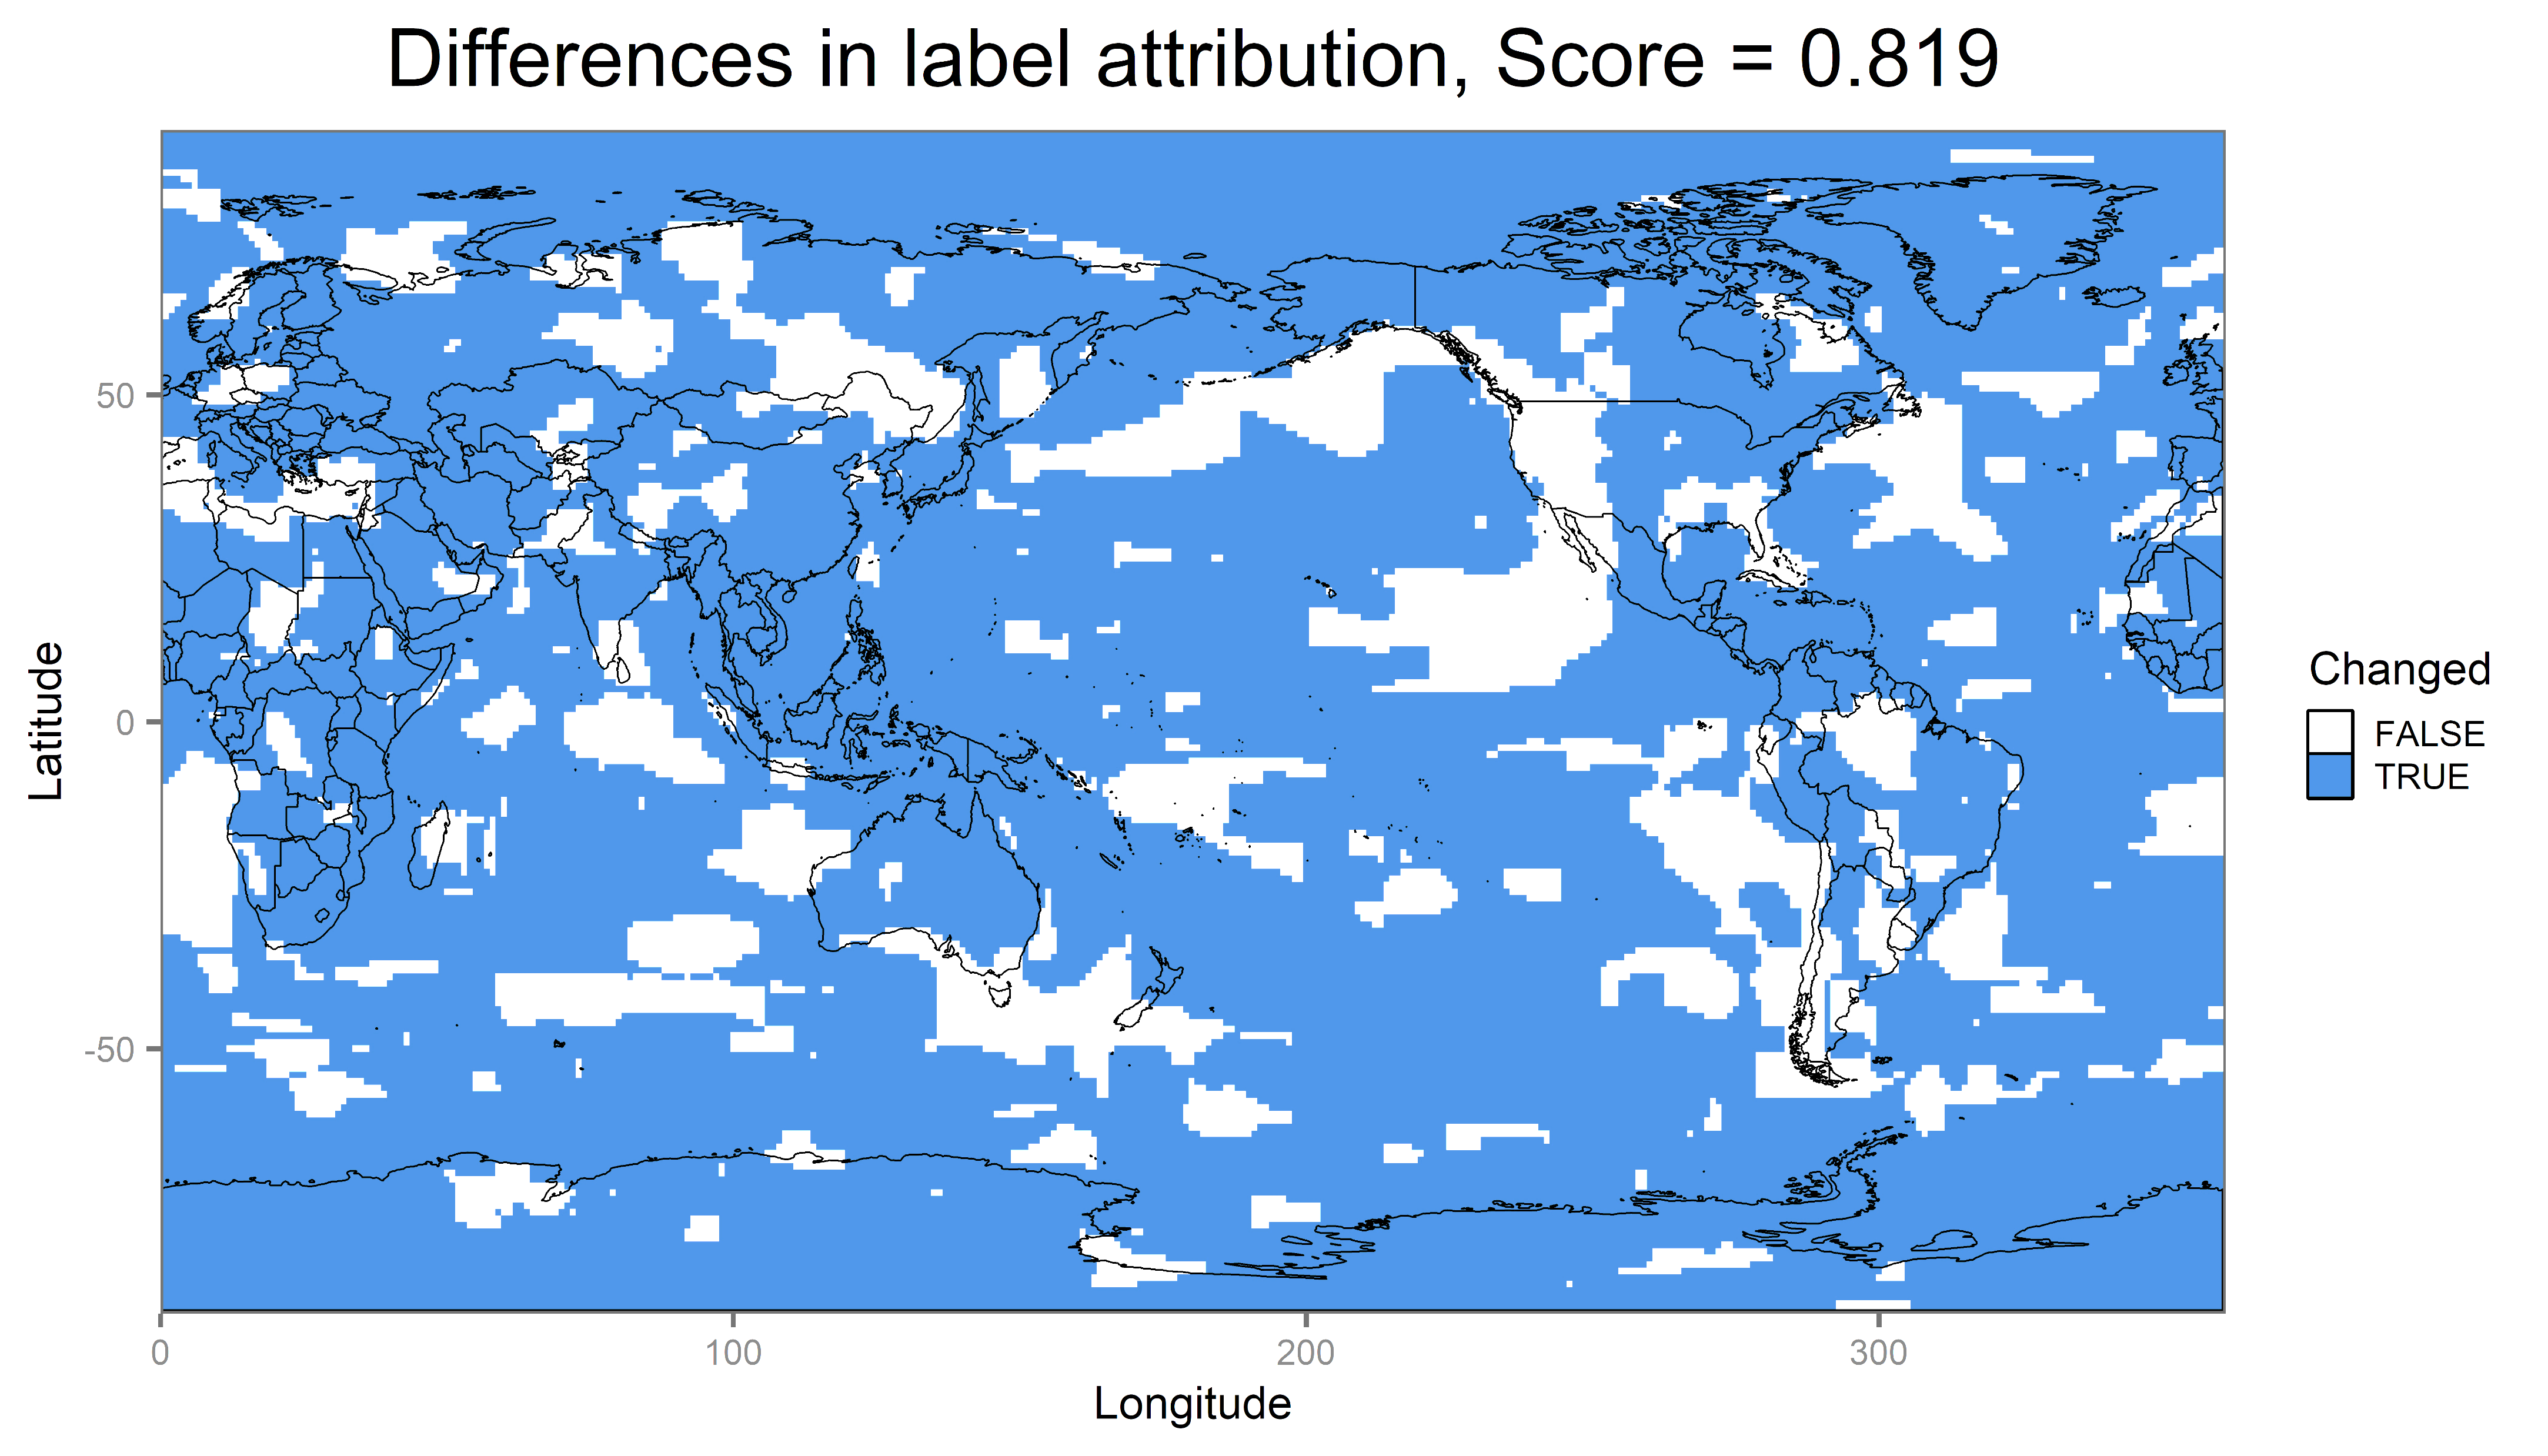 Differences in label attribution, Score = 0.819
Latitude
50
0
-50
0
100
200
300
Longitude
Changed
FALSE
TRUE